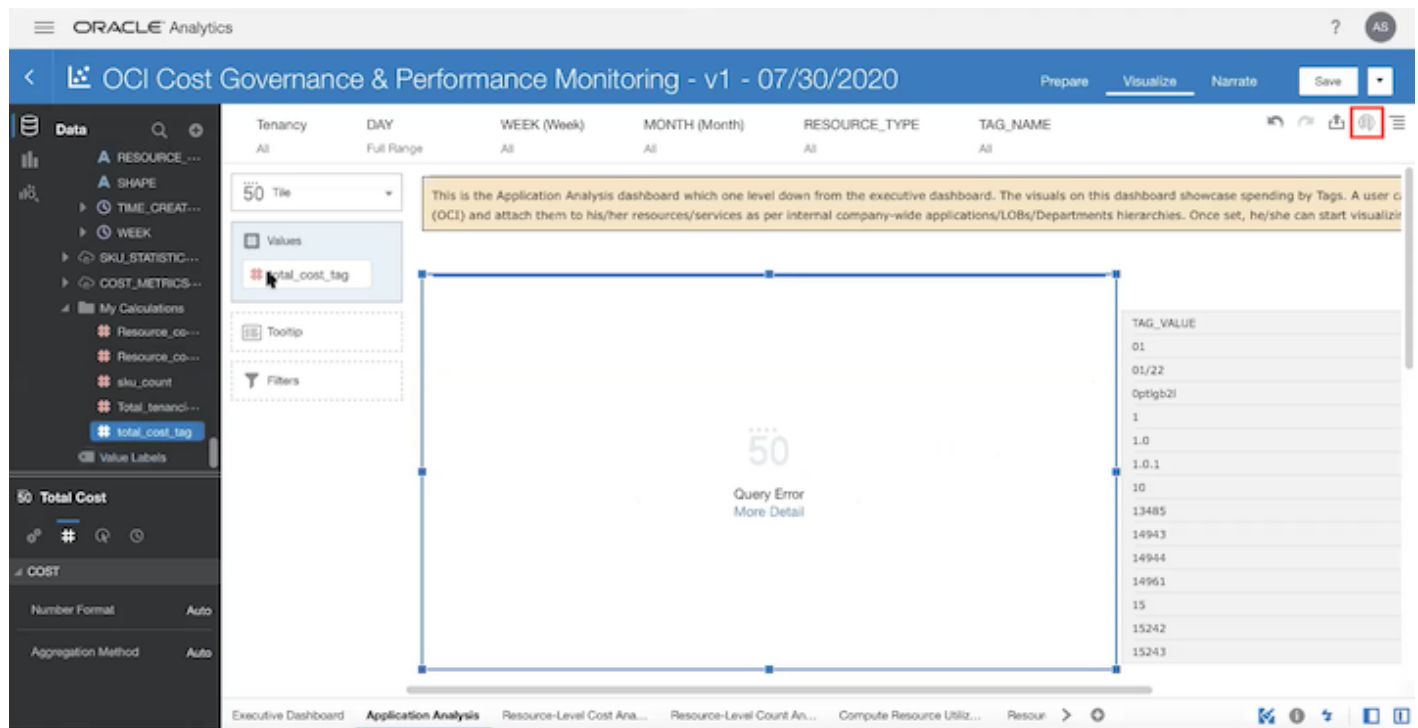 ORACLE Analytics
?
AS
OCI Cost Governance & Performance Monitoring - v1 - 07/30/2020
Prepare
Visualize
Narrate
Save
Data
A RESOURCE_...
A SHAPE
TIME_CREAT...
WEEK
SKU_STATISTIC...
COST_METRICS...
My Calculations
# Resource_co...
# Resource_co...
# sku_count
# Total_tenanci...
# total_cost_tag
Value Labels
50 Total Cost
#
COST
Number Format Auto
Aggregation Method Auto
Tenancy
All
DAY
Full Range
WEEK (Week)
All
MONTH (Month)
All
RESOURCE_TYPE
All
TAG_NAME
All
50 Tile
Values
# total_cost_tag
Tooltip
Filters
This is the Application Analysis dashboard which one level down from the executive dashboard. The visuals on this dashboard showcase spending by Tags. A user ca
(OCI) and attach them to his/her resources/services as per internal company-wide applications/LOBs/Departments hierarchies. Once set, he/she can start visualizin
50
Query Error
More Detail
TAG_VALUE
01
01/22
1
1.0
1.0.1
10
13485
14943
14944
14961
15
15242
15243
Executive Dashboard
Application Analysis
Resource-Level Cost Ana...
Resource-Level Count An...
Compute Resource Utiliz...
Resour